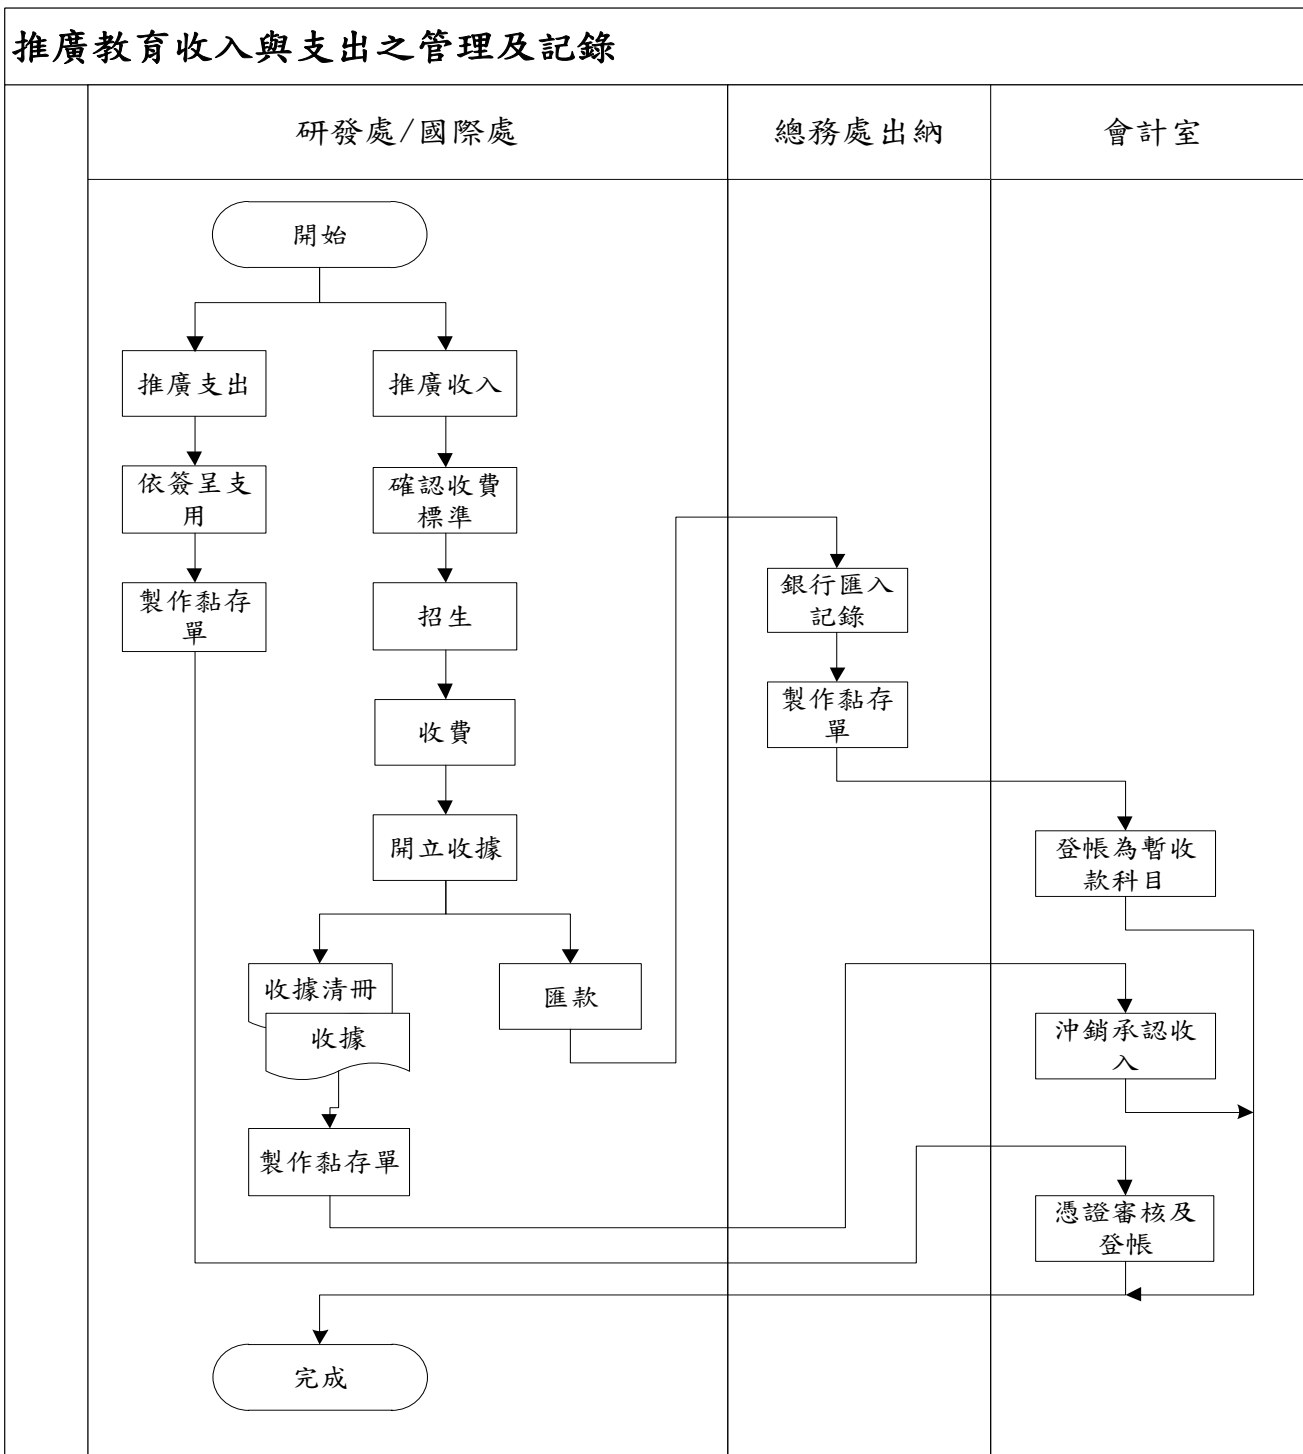 推廣教育收入與支出之管理及記錄
研發處/國際處
總務處出納
會計室
開始
推廣支出
推廣收入
依簽呈支
用
確認收費
標準
製作黏存
單
招生
銀行匯入
記錄
收費
製作黏存
單
開立收據
登帳為暫收
款科目
收據清冊
收據
匯款
沖銷承認收
入
製作黏存單
憑證審核及
登帳
完成